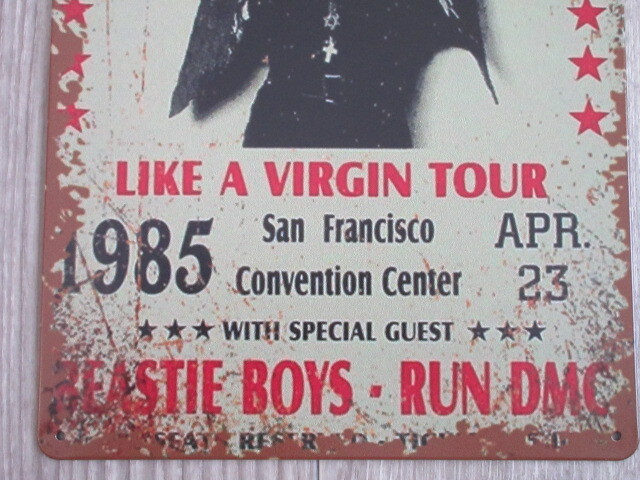 LIKE A VIRGIN TOUR
1985 San Francisco Convention Center APR. 23
WITH SPECIAL GUEST
BEASTIE BOYS · RUN DMC